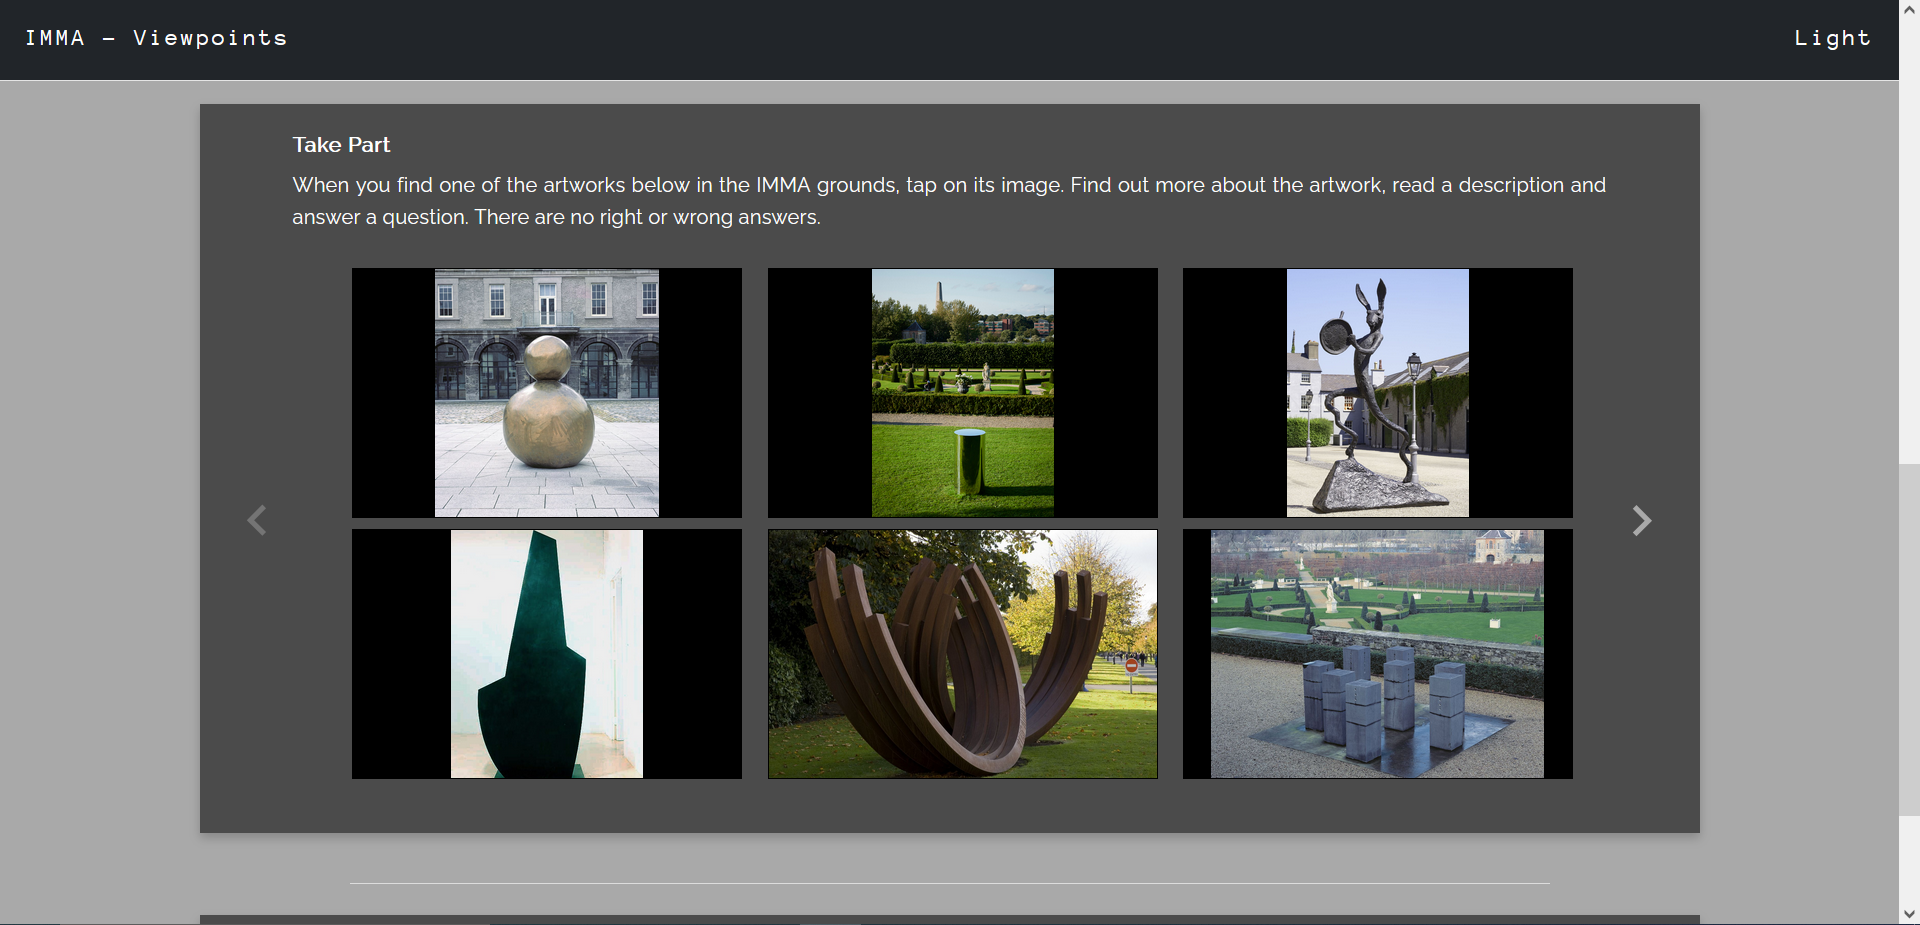 IMMA – Viewpoints
Light
Take Part
When you find one of the artworks below in the IMMA grounds, tap on its image. Find out more about the artwork, read a description and
answer a question. There are no right or wrong answers.